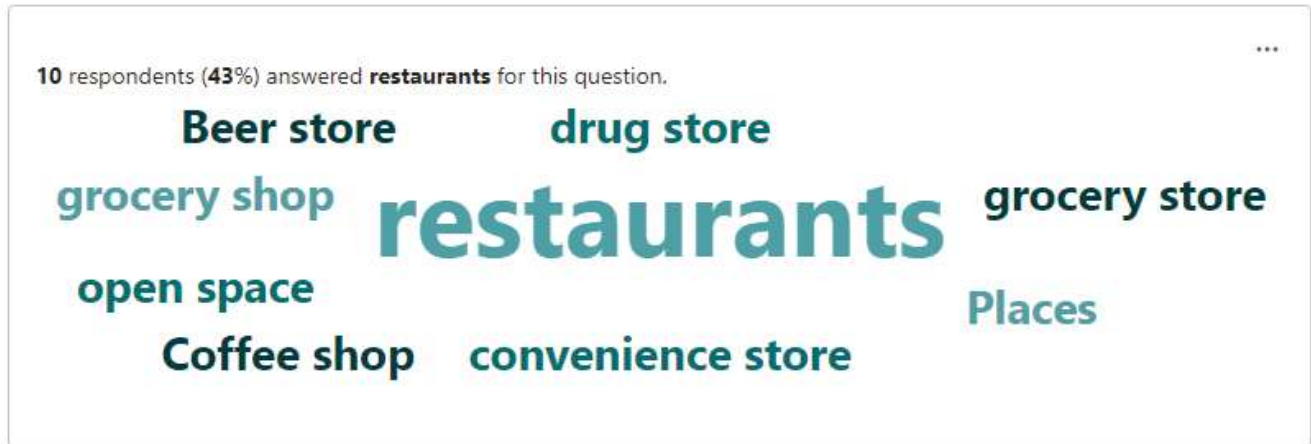 ...
10 respondents (43%) answered restaurants for this question.
Beer store
drug store
grocery shop
restaurants
grocery store
open space
Places
Coffee shop
convenience store